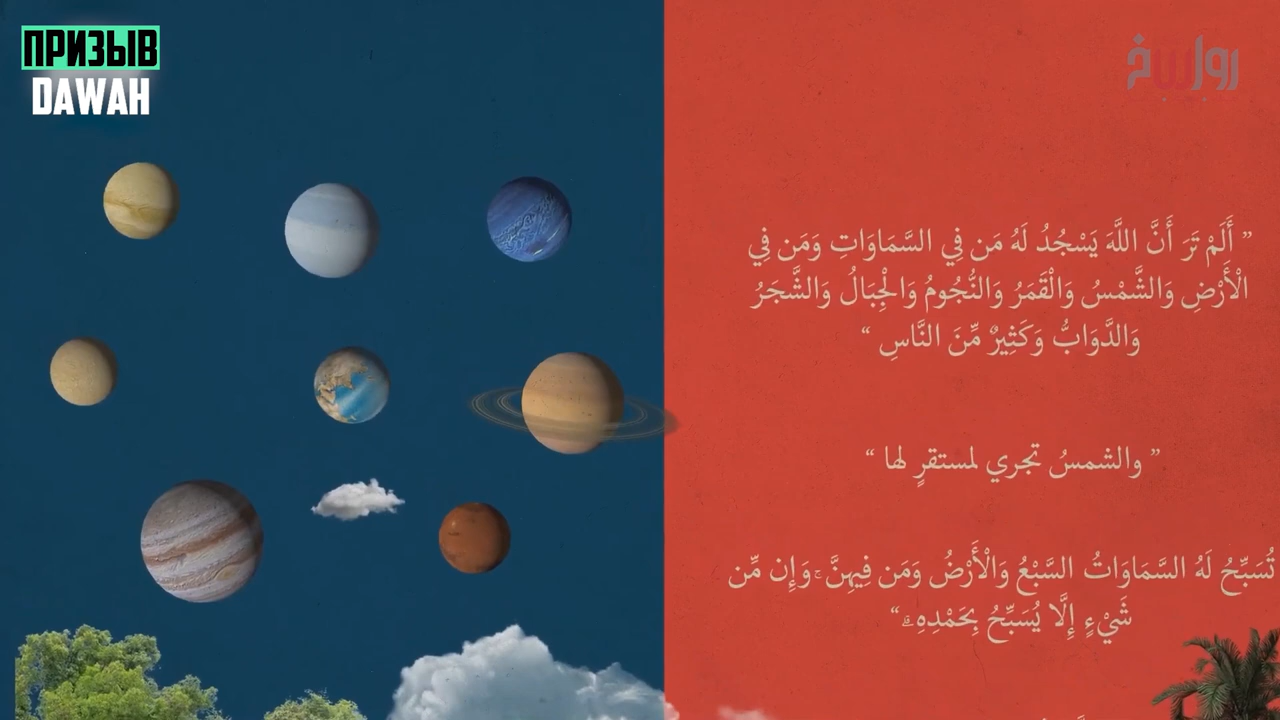 ПРИЗЫВ
DAWAH
رواسخ
” أَلَمْ تَرَ أَنَّ اللَّهَ يَسْجُدُ لَهُ مَن فِي السَّمَاوَاتِ وَمَن فِي
الْأَرْضِ وَالشَّمْسُ وَالْقَمَرُ وَالنُّجُومُ وَالْجِبَالُ وَالشَّجَرُ
وَالدَّوَابُّ وَكَثِيرٌ مِّنَ النَّاسِ “
” والشمسُ تجري لمستقرٍ لها “
تُسَبِّحُ لَهُ السَّمَاوَاتُ السَّبْعُ وَالْأَرْضُ وَمَن فِيهِنَّ ۚ وَإِن مِّن
شَيْءٍ إِلَّا يُسَبِّحُ بِحَمْدِهِ “